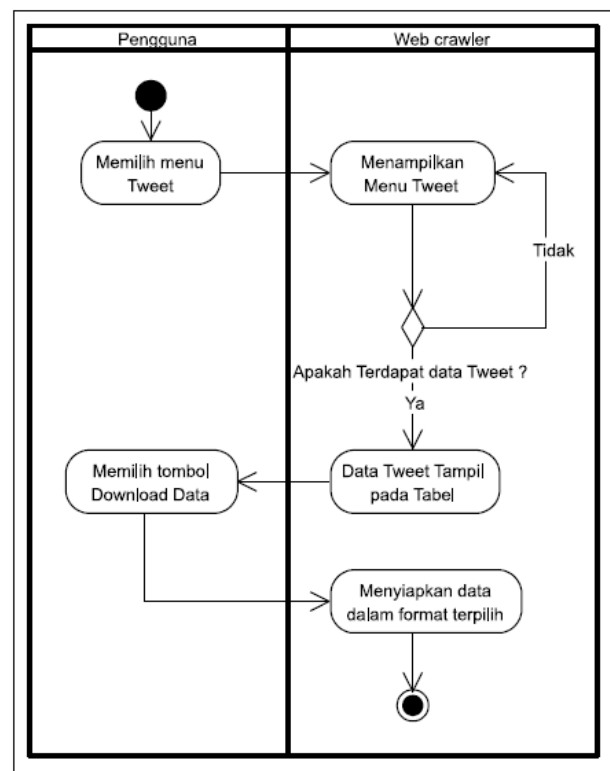 Pengguna
Web crawler
Memilih menu
Tweet
Menampilkan
Menu Tweet
Tidak
Apakah Terdapat data Tweet ?
Ya
Memilih tombol
Download Data
Data Tweet Tampil
pada Tabel
Menyiapkan data
dalam format terpilih